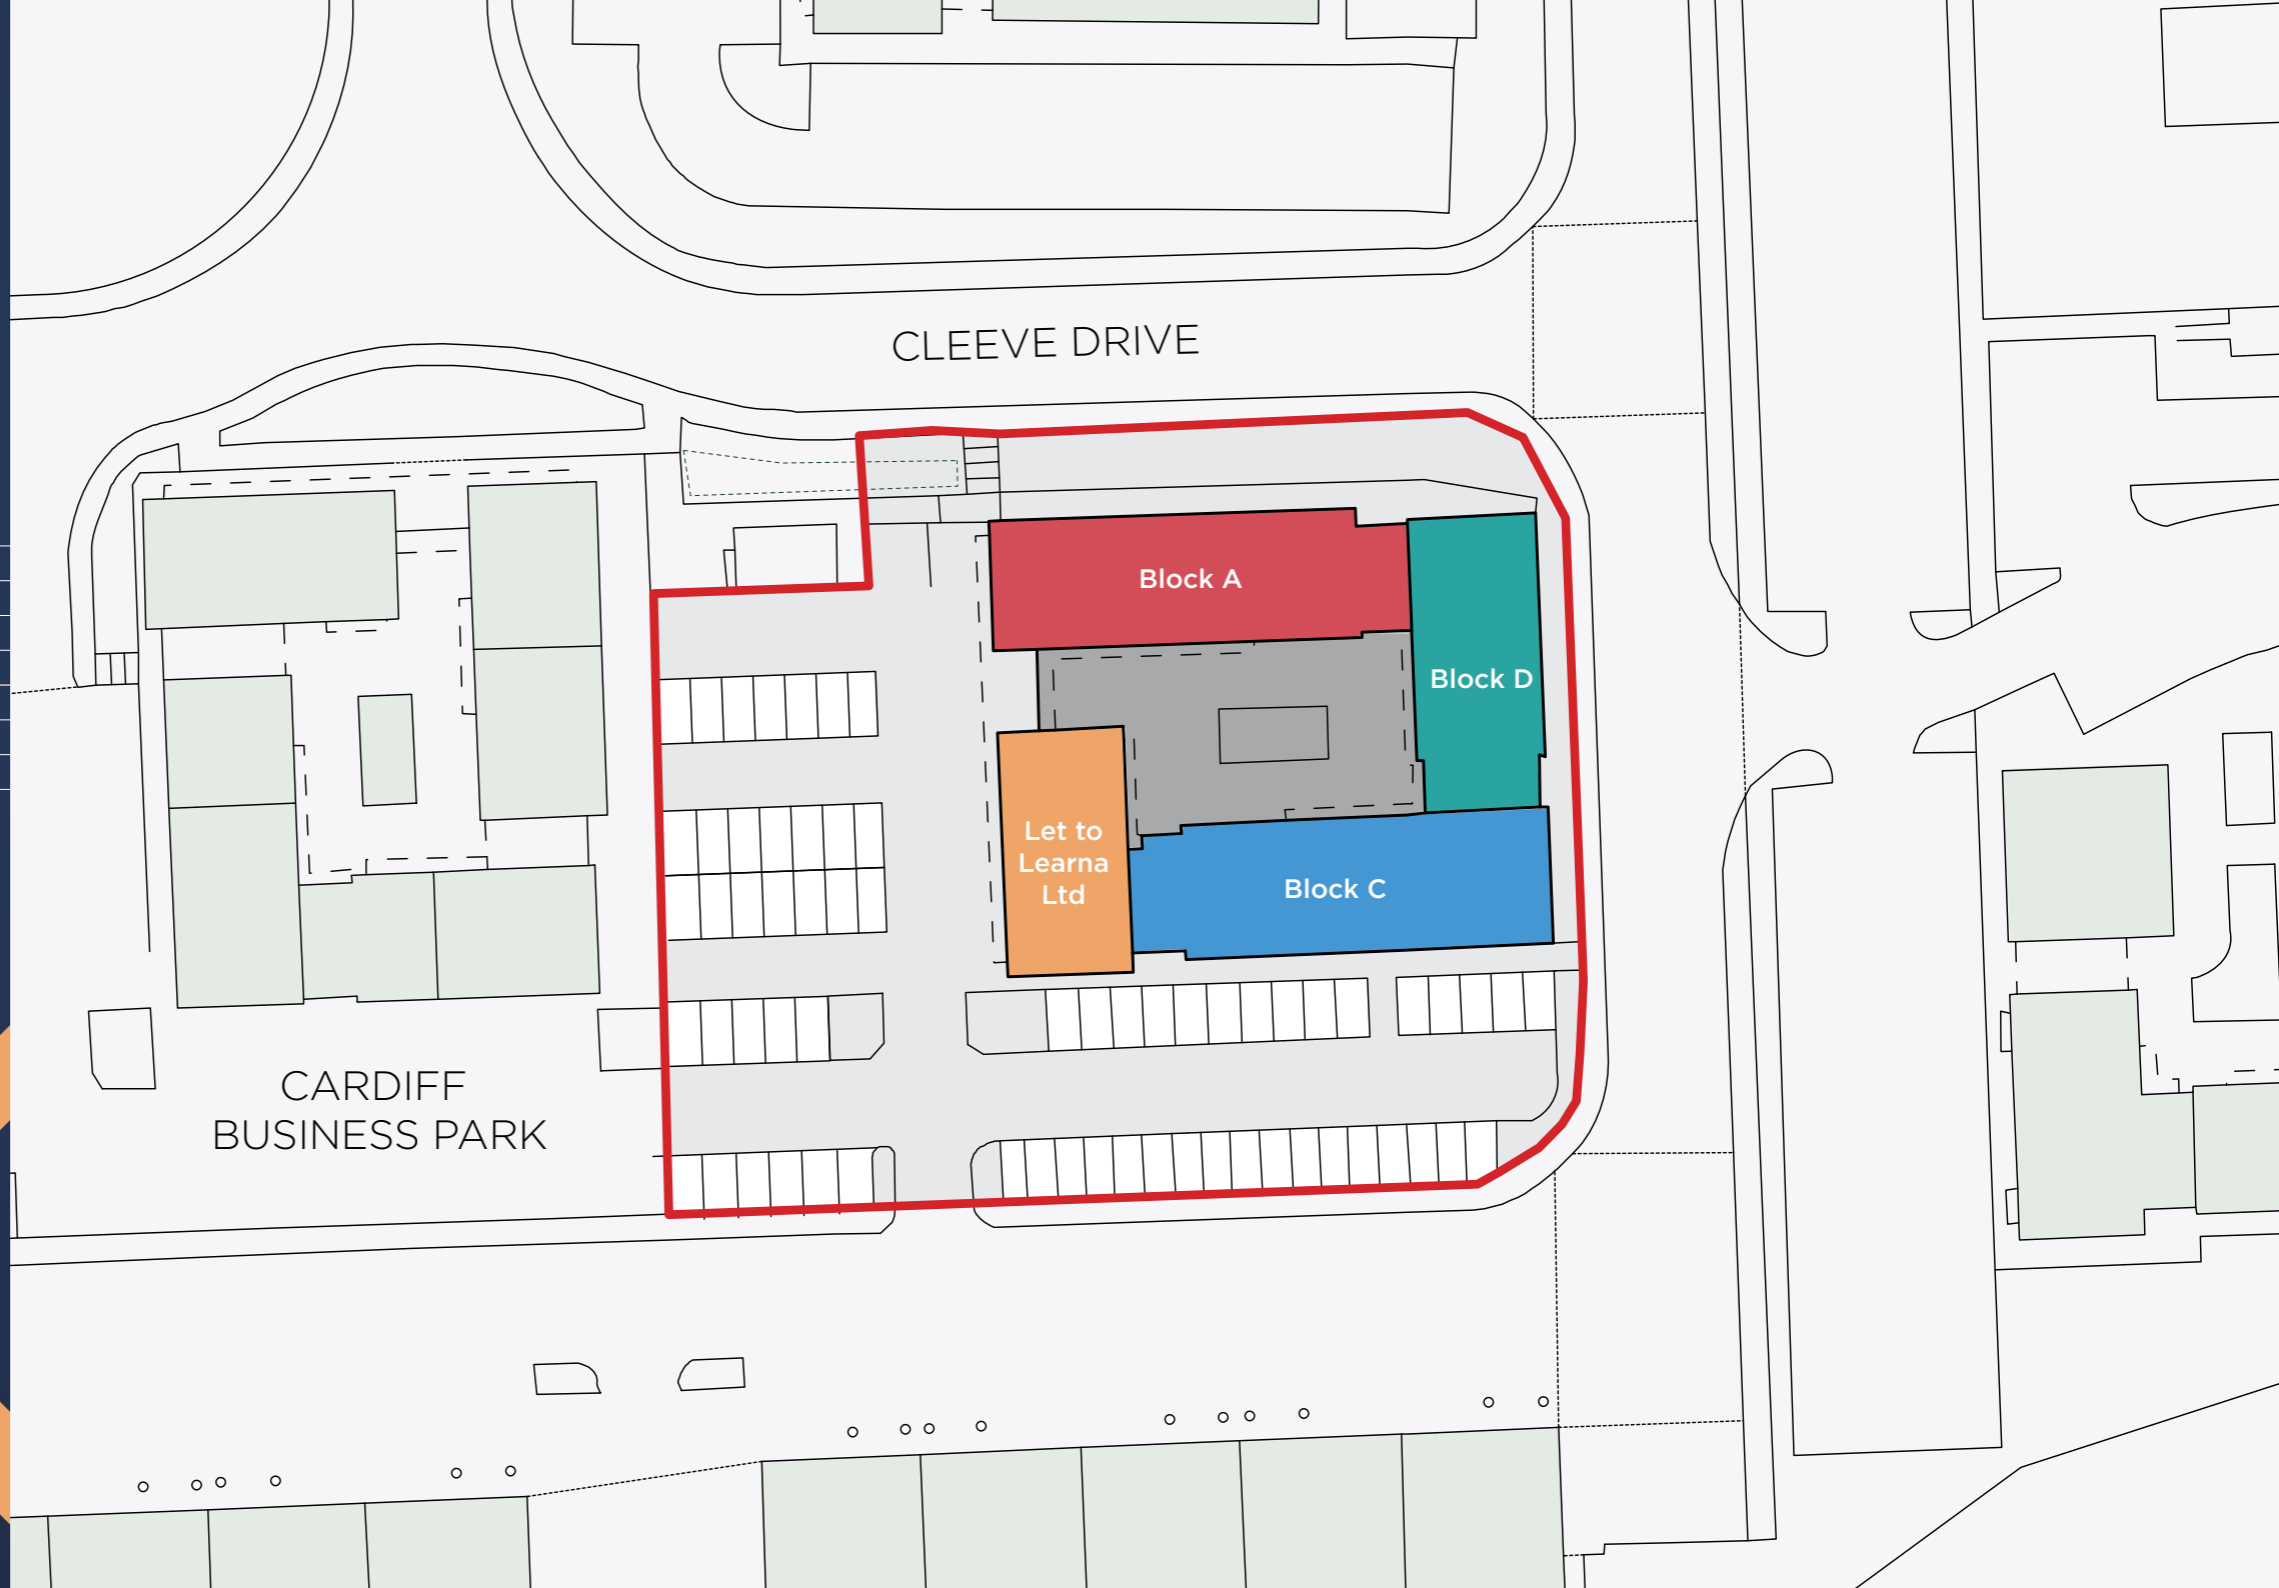 CLEEVE DRIVE
Block A
Block D
Let to
Learna
Ltd
Block C
CARDIFF
BUSINESS PARK